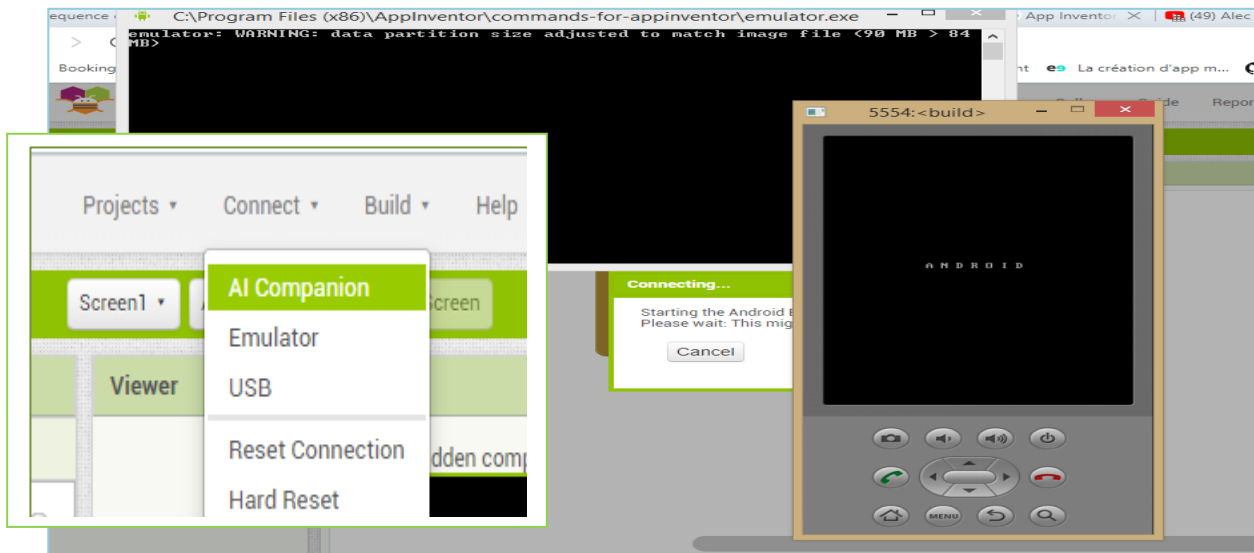 equence
C:\Program Files (x86)\AppInventor\commands-for-appinventor\emulator.exe
App Inventor
(49) Alec
emulator: WARNING: data partition size adjusted to match image file (90 MB > 84
MB>
Booking
nt
La création d'app m...
Guide
Repor
5554:<build>
ANDROID
MENU
Connecting...
Starting the Android
Please wait: This mig
Cancel
Projects
Connect
Build
Help
Screen1
AI Companion
creen
Emulator
Viewer
USB
Reset Connection
dden comp
Hard Reset